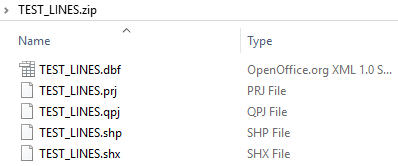 TEST_LINES.zip
Name Type
TEST_LINES.dbf OpenOffice.org XML 1.0 S...
TEST_LINES.prj PRJ File
TEST_LINES.qpj QPJ File
TEST_LINES.shp SHP File
TEST_LINES.shx SHX File